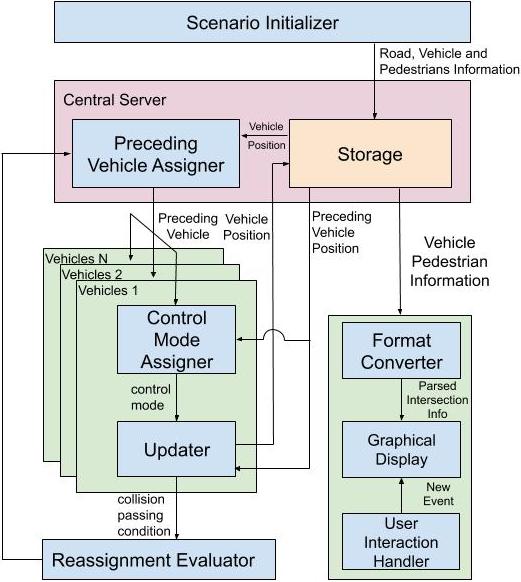 Scenario Initializer
Road, Vehicle and
Pedestrians Information
Central Server
Preceding
Vehicle Assigner
Vehicle
Position
Storage
Preceding
Vehicle
Vehicle
Position
Preceding
Vehicle
Position
Vehicle
Pedestrian
Information
Vehicles N
Vehicles 2
Vehicles 1
Control
Mode
Assigner
control
mode
Updater
collision
passing
condition
Reassignment Evaluator
Format
Converter
Parsed
Intersection
Info
Graphical
Display
New
Event
User
Interaction
Handler